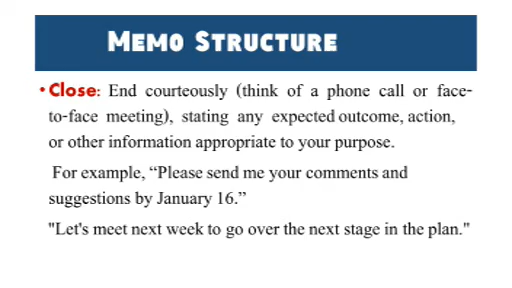 Memo Structure
• Close: End courteously (think of a phone call or face-
to-face meeting), stating any expected outcome, action,
or other information appropriate to your purpose.
For example, “Please send me your comments and
suggestions by January 16.”
"Let's meet next week to go over the next stage in the plan."